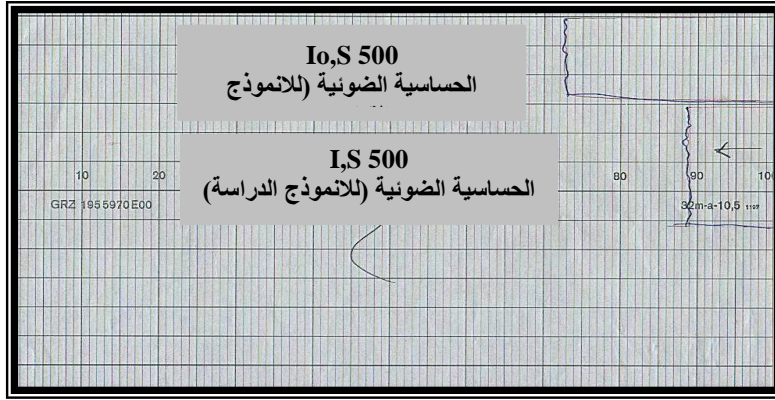 Io,S 500
الحساسية الضوئية (للانموذج
I,S 500
الحساسية الضوئية (للانموذج الدراسة)
10 20 80 90 100
GRZ 1955970E00 32m-a-10,5